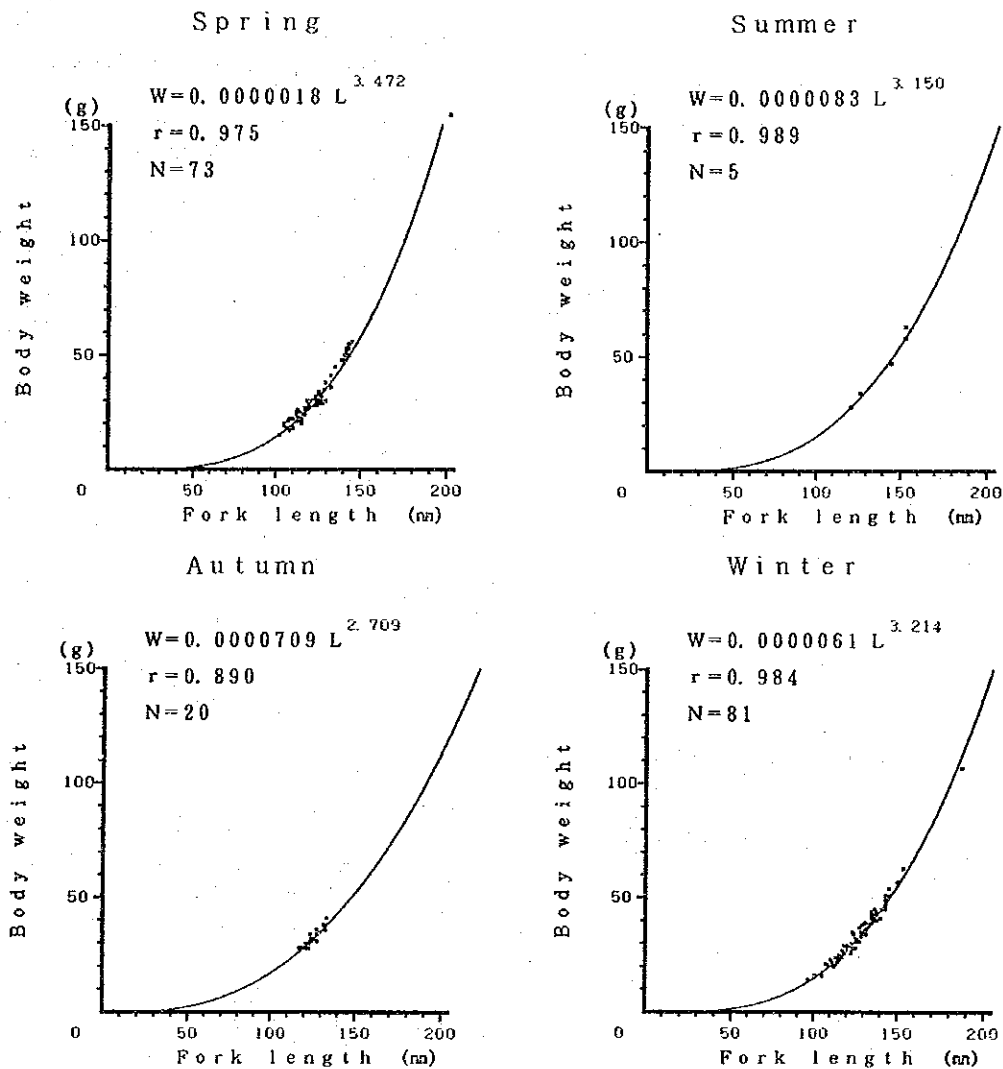 Spring
W=0.0000018 L^3.472
r=0.975
N=73
(g)
150
100
50
Body weight
0 50 100 150 200
Fork length (mm)
Summer
W=0.0000083 L^3.150
r=0.989
N=5
(g)
150
100
50
Body weight
0 50 100 150 200
Fork length (mm)
Autumn
W=0.0000709 L^2.709
r=0.890
N=20
(g)
150
100
50
Body weight
0 50 100 150 200
Fork length (mm)
Winter
W=0.0000061 L^3.214
r=0.984
N=81
(g)
150
100
50
Body weight
0 50 100 150 200
Fork length (mm)